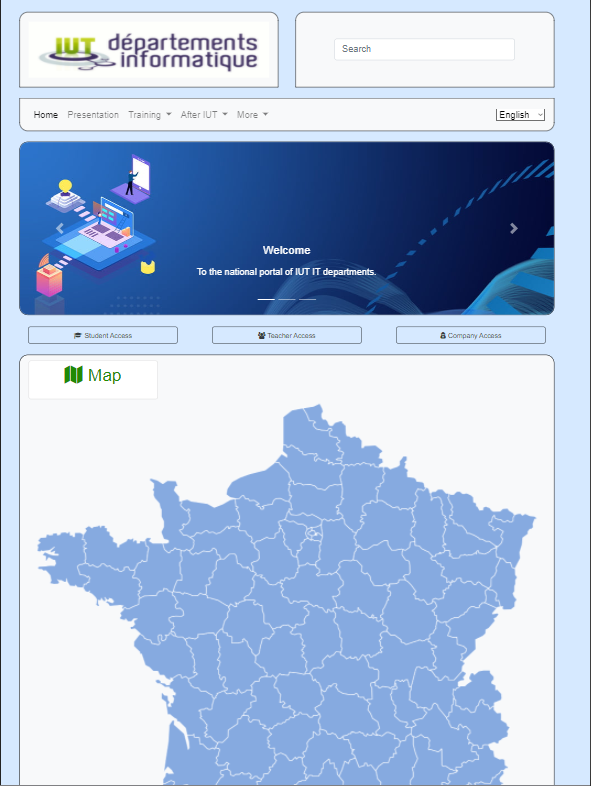 IUT départements
informatique
Search
Home Presentation Training After IUT More English
Welcome
To the national portal of IUT IT departments.
Student Access Teacher Access Company Access
Map